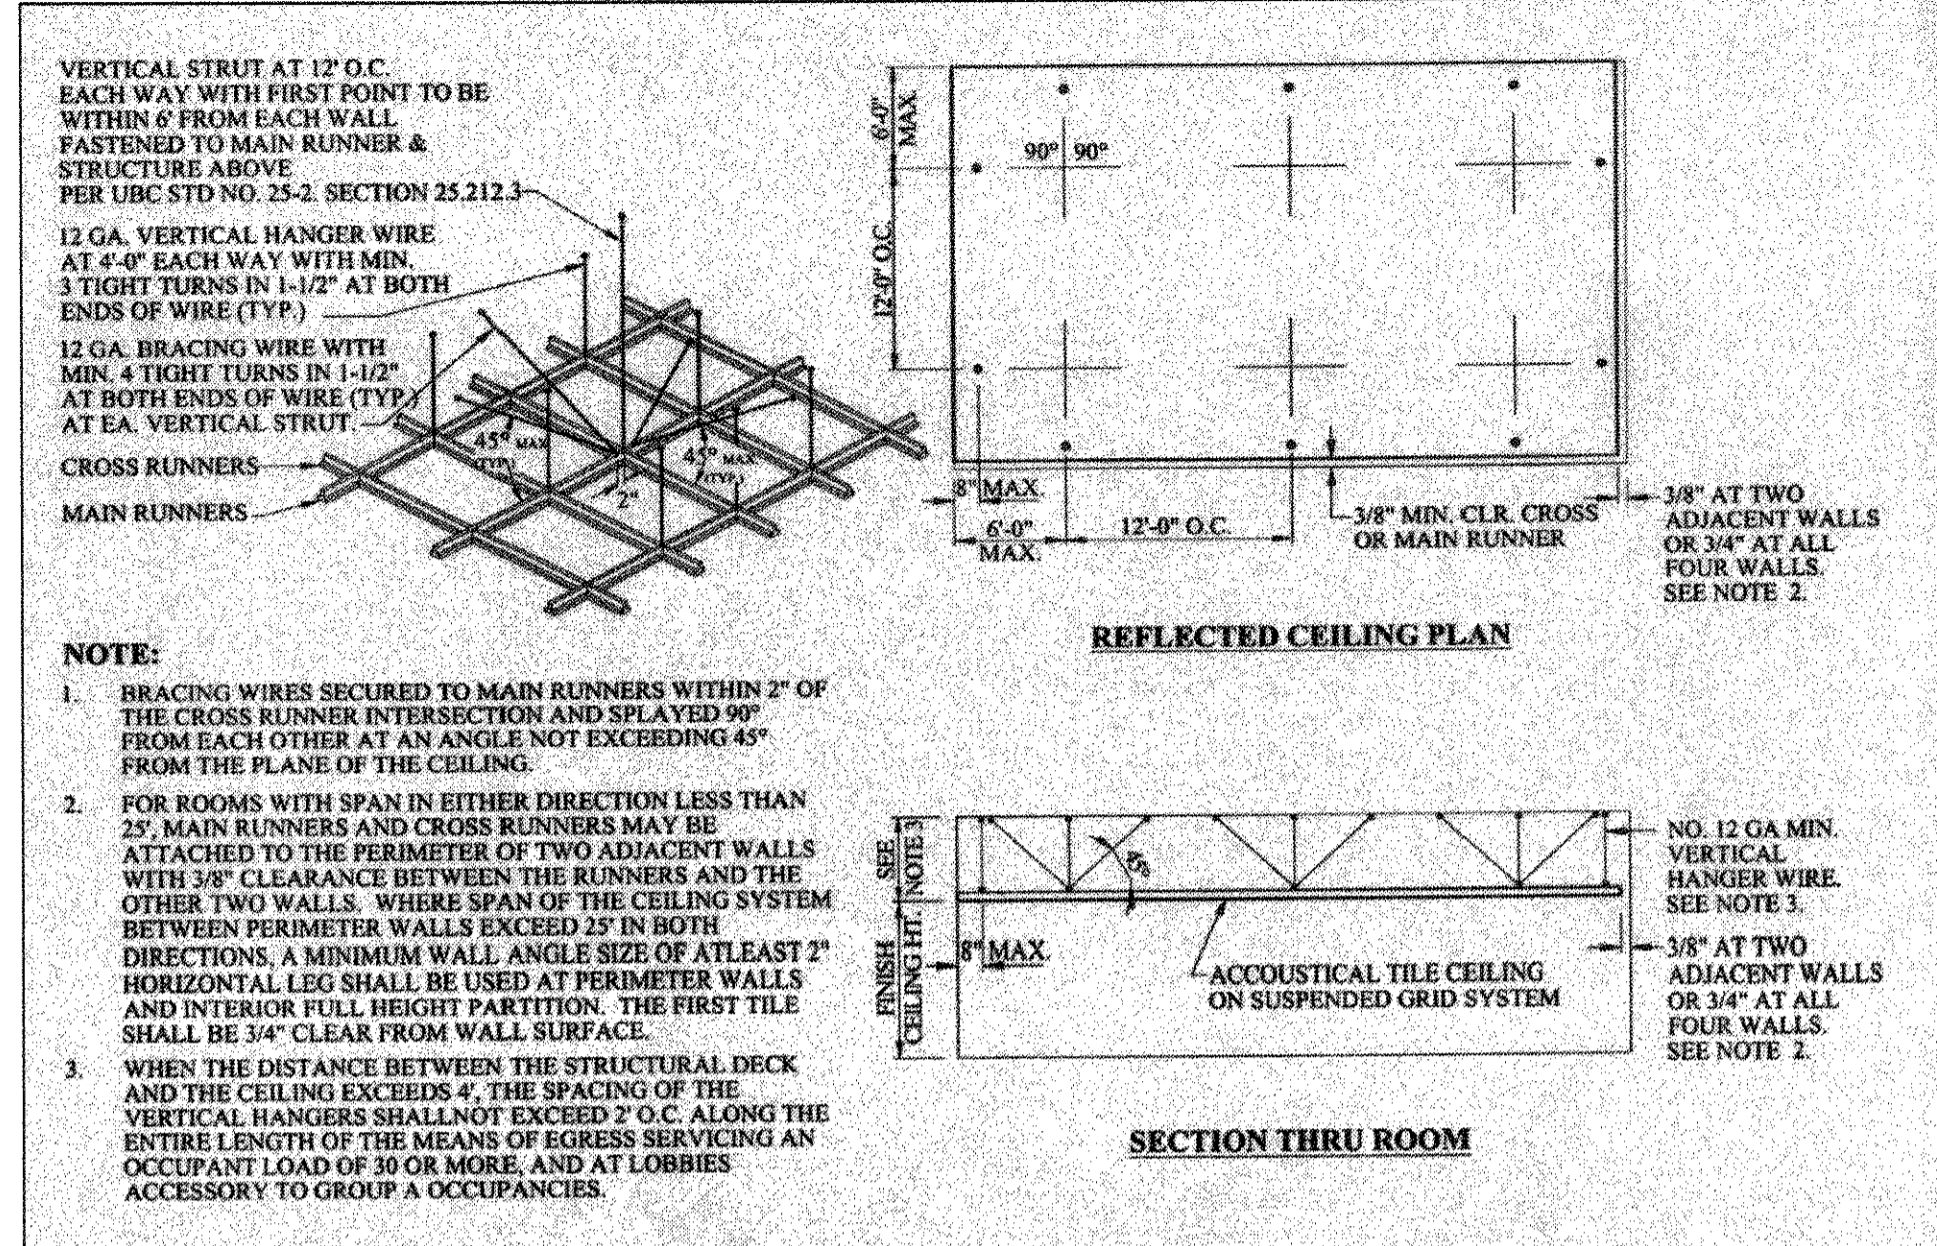 VERTICAL STRUT AT 12' O.C.
EACH WAY WITH FIRST POINT TO BE
WITHIN 6' FROM EACH WALL
FASTENED TO MAIN RUNNER &
STRUCTURE ABOVE
PER UBC STD NO. 25-2. SECTION 25.212.3
12 GA. VERTICAL HANGER WIRE
AT 4'-0" EACH WAY WITH MIN.
3 TIGHT TURNS IN 1-1/2" AT BOTH
ENDS OF WIRE (TYP.)
12 GA. BRACING WIRE WITH
MIN. 4 TIGHT TURNS IN 1-1/2"
AT BOTH ENDS OF WIRE (TYP.)
AT EA. VERTICAL STRUT.
CROSS RUNNERS
MAIN RUNNERS
45° MAX
(TYP.)
45° MAX
(TYP.)
2"
6'-0"
MAX.
12'-0" O.C.
90° 90°
8" MAX.
6'-0"
MAX.
12'-0" O.C.
3/8" MIN. CLR. CROSS
OR MAIN RUNNER
3/8" AT TWO
ADJACENT WALLS
OR 3/4" AT ALL
FOUR WALLS.
SEE NOTE 2.
REFLECTED CEILING PLAN
NOTE:
1. BRACING WIRES SECURED TO MAIN RUNNERS WITHIN 2" OF
THE CROSS RUNNER INTERSECTION AND SPLAYED 90°
FROM EACH OTHER AT AN ANGLE NOT EXCEEDING 45°
FROM THE PLANE OF THE CEILING.
2. FOR ROOMS WITH SPAN IN EITHER DIRECTION LESS THAN
25', MAIN RUNNERS AND CROSS RUNNERS MAY BE
ATTACHED TO THE PERIMETER OF TWO ADJACENT WALLS
WITH 3/8" CLEARANCE BETWEEN THE RUNNERS AND THE
OTHER TWO WALLS. WHERE SPAN OF THE CEILING SYSTEM
BETWEEN PERIMETER WALLS EXCEED 25' IN BOTH
DIRECTIONS, A MINIMUM WALL ANGLE SIZE OF ATLEAST 2"
HORIZONTAL LEG SHALL BE USED AT PERIMETER WALLS
AND INTERIOR FULL HEIGHT PARTITION. THE FIRST TILE
SHALL BE 3/4" CLEAR FROM WALL SURFACE.
3. WHEN THE DISTANCE BETWEEN THE STRUCTURAL DECK
AND THE CEILING EXCEEDS 4', THE SPACING OF THE
VERTICAL HANGERS SHALLNOT EXCEED 2' O.C. ALONG THE
ENTIRE LENGTH OF THE MEANS OF EGRESS SERVICING AN
OCCUPANT LOAD OF 30 OR MORE, AND AT LOBBIES
ACCESSORY TO GROUP A OCCUPANCIES.
SEE
NOTE 3
FINISH
CEILING HT.
45°
8" MAX.
ACCOUSTICAL TILE CEILING
ON SUSPENDED GRID SYSTEM
NO. 12 GA MIN.
VERTICAL
HANGER WIRE.
SEE NOTE 3.
3/8" AT TWO
ADJACENT WALLS
OR 3/4" AT ALL
FOUR WALLS.
SEE NOTE 2.
SECTION THRU ROOM